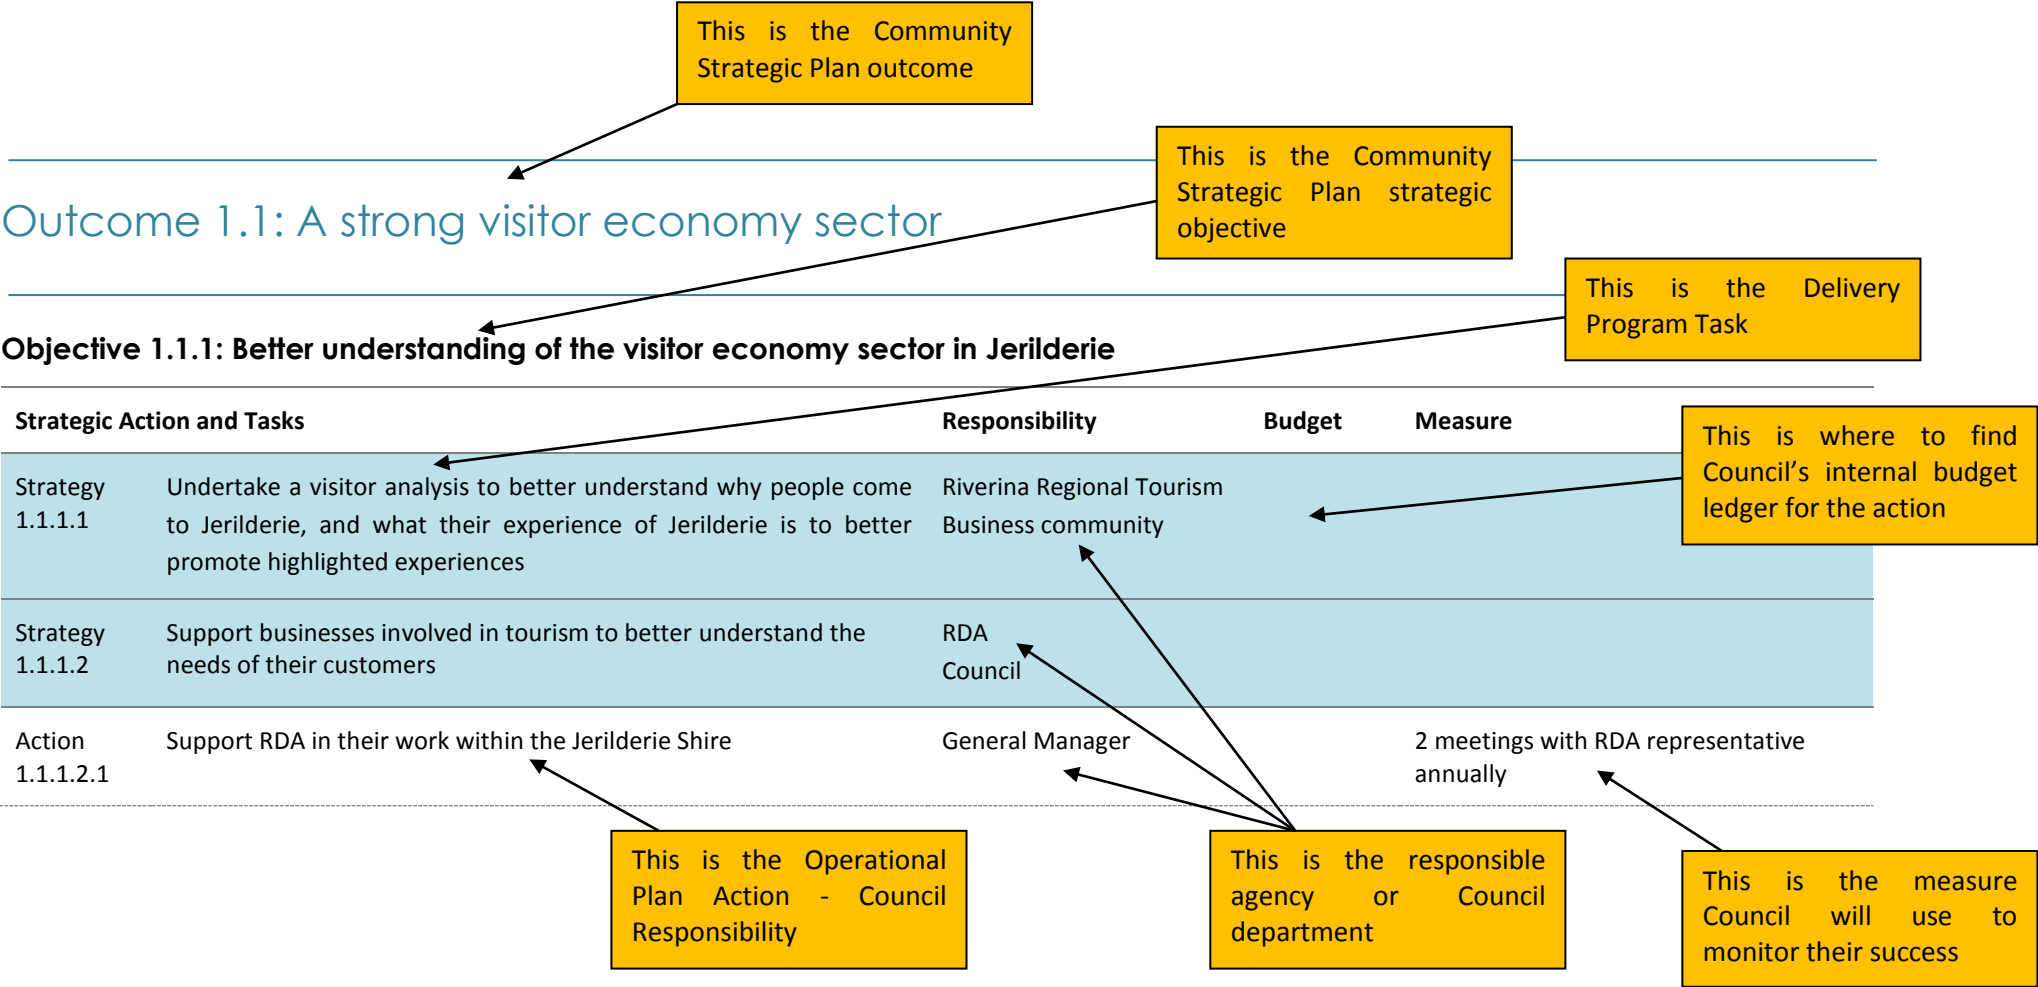 This is the Community
Strategic Plan outcome
This is the Community
Strategic Plan strategic
objective
Outcome 1.1: A strong visitor economy sector
This is the Delivery
Program Task
Objective 1.1.1: Better understanding of the visitor economy sector in Jerilderie
Strategic Action and Tasks
Responsibility
Budget
Measure
This is where to find
Council’s internal budget
ledger for the action
Strategy
1.1.1.1
Undertake a visitor analysis to better understand why people come
to Jerilderie, and what their experience of Jerilderie is to better
promote highlighted experiences
Riverina Regional Tourism
Business community
Strategy
1.1.1.2
Support businesses involved in tourism to better understand the
needs of their customers
RDA
Council
Action
1.1.1.2.1
Support RDA in their work within the Jerilderie Shire
General Manager
2 meetings with RDA representative
annually
This is the Operational
Plan Action - Council
Responsibility
This is the responsible
agency or Council
department
This is the measure
Council will use to
monitor their success